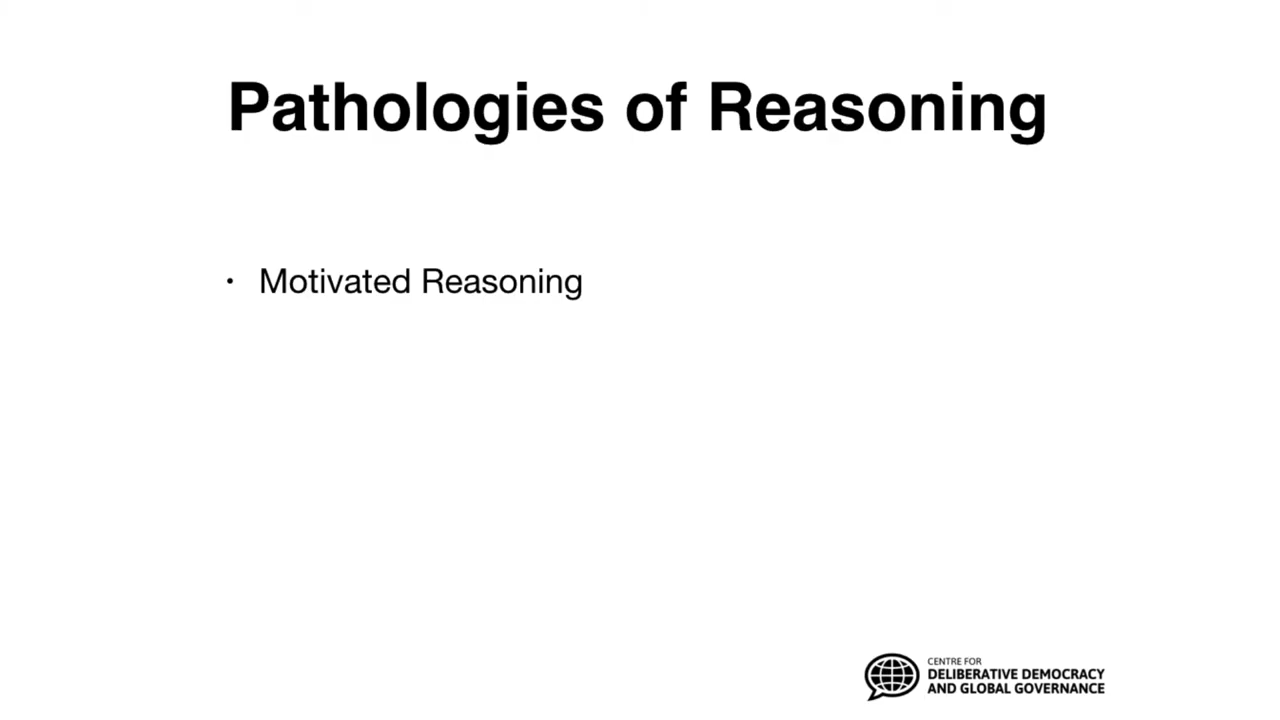 Pathologies of Reasoning
• Motivated Reasoning
CENTRE FOR
DELIBERATIVE DEMOCRACY
AND GLOBAL GOVERNANCE